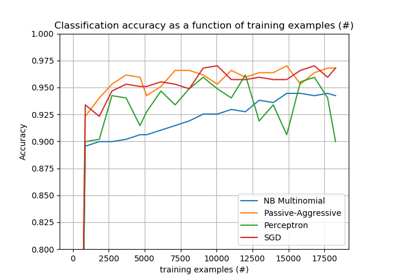 Classification accuracy as a function of training examples (#)
1.000
0.975
0.950
0.925
0.900
0.875
0.850
0.825
0.800
Accuracy
NB Multinomial
Passive-Aggressive
Perceptron
SGD
0 2500 5000 7500 10000 12500 15000 17500
training examples (#)